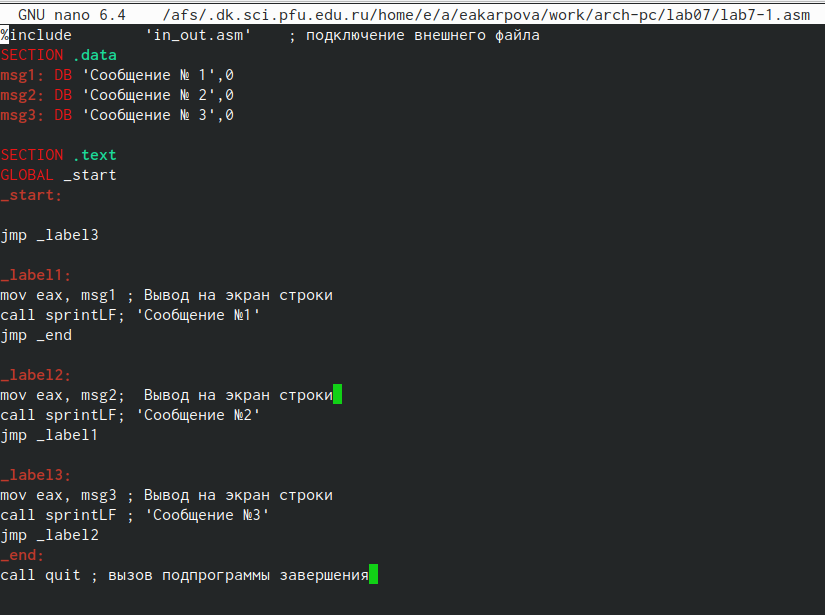 GNU nano 6.4 /afs/.dk.sci.pfu.edu.ru/home/e/a/eakarpova/work/arch-pc/lab07/lab7-1.asm
%include 'in_out.asm' ; подключение внешнего файла
SECTION .data
msg1: DB 'Сообщение № 1',0
msg2: DB 'Сообщение № 2',0
msg3: DB 'Сообщение № 3',0
SECTION .text
GLOBAL _start
_start:
jmp _label3
_label1:
mov eax, msg1 ; Вывод на экран строки
call sprintLF; 'Сообщение №1'
jmp _end
_label2:
mov eax, msg2; Вывод на экран строки
call sprintLF; 'Сообщение №2'
jmp _label1
_label3:
mov eax, msg3 ; Вывод на экран строки
call sprintLF ; 'Сообщение №3'
jmp _label2
_end:
call quit ; вызов подпрограммы завершения